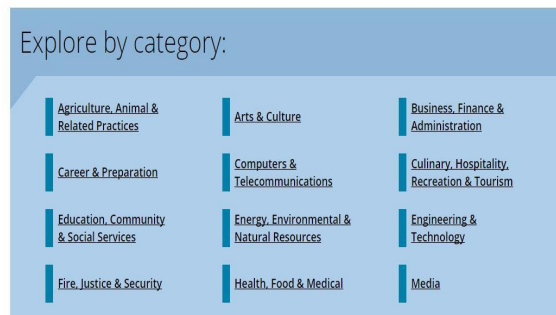 Explore by category:
Agriculture, Animal &
Related Practices
Arts & Culture
Business, Finance &
Administration
Career & Preparation
Computers &
Telecommunications
Culinary, Hospitality,
Recreation & Tourism
Education, Community
& Social Services
Energy, Environmental &
Natural Resources
Engineering &
Technology
Fire, Justice & Security
Health, Food & Medical
Media